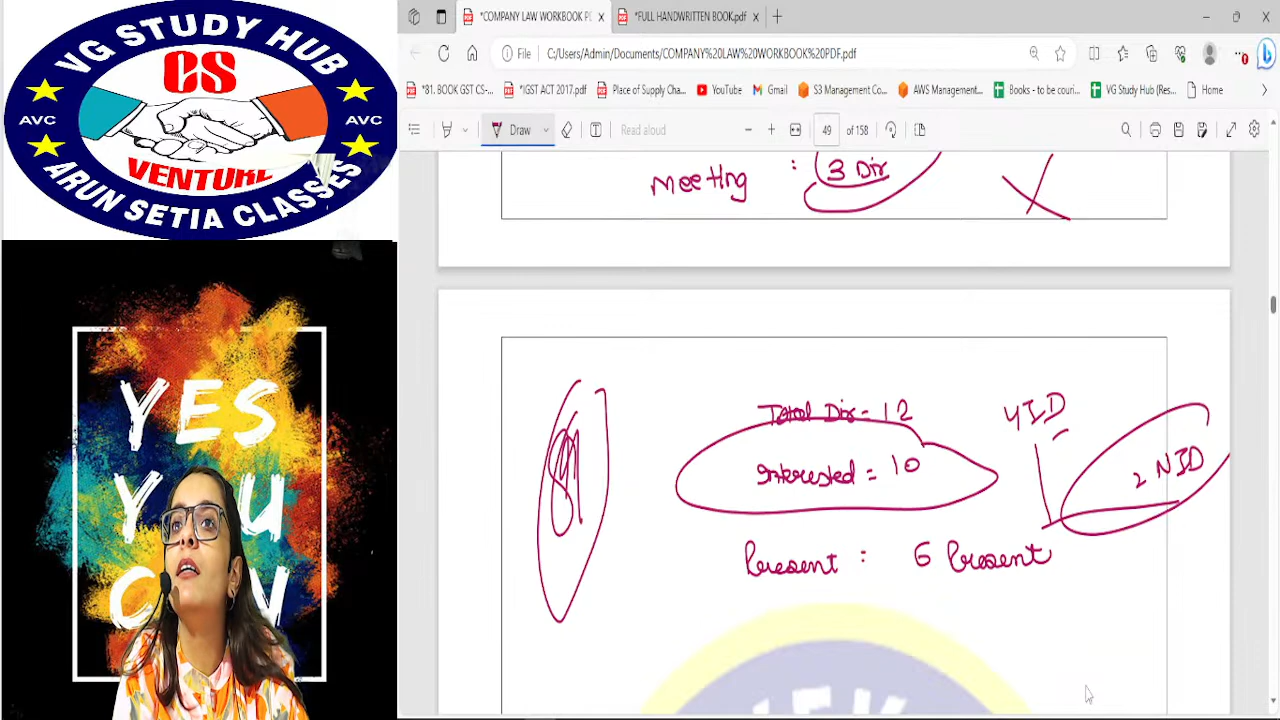 VG STUDY HUB
CS
AVC
AVC
VENTURE
ARUN SETIA CLASSES
YES
YOU
C N
*COMPANY LAW WORKBOOK P
*FULL HANDWRITTEN BOOK.pdf
File
C:/Users/Admin/Documents/COMPANY%20LAW%20WORKBOOK%20PDF.pdf
*81. BOOK GST CS-...
*IGST ACT 2017.pdf
Place of Supply Cha...
YouTube
Gmail
S3 Management Co...
AWS Management...
Books - to be couri...
VG Study Hub (Res...
Home
Draw
Read aloud
49
of 158
Meeting : 3 Dir
Total Dir - 12
4ID
Interested = 10
2 NID
Present : 6 Present